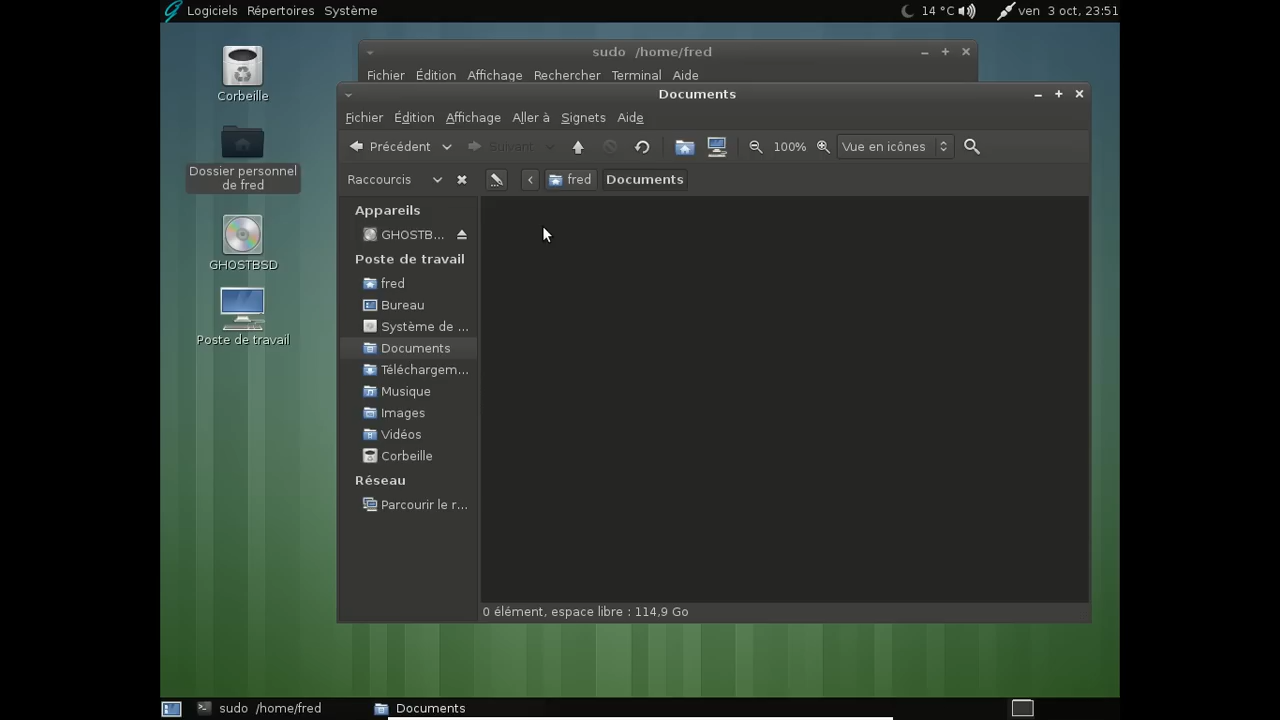 Logiciels Répertoires Système 14 °C ven 3 oct, 23:51
Corbeille
Dossier personnel
de fred
GHOSTBSD
Poste de travail
sudo /home/fred
Fichier Édition Affichage Rechercher Terminal Aide
Documents
Fichier Édition Affichage Aller à Signets Aide
Précédent Suivant 100% Vue en icônes
Raccourcis fred Documents
Appareils
GHOSTB...
Poste de travail
fred
Bureau
Système de ...
Documents
Téléchargem...
Musique
Images
Vidéos
Corbeille
Réseau
Parcourir le r...
0 élément, espace libre : 114,9 Go
sudo /home/fred Documents